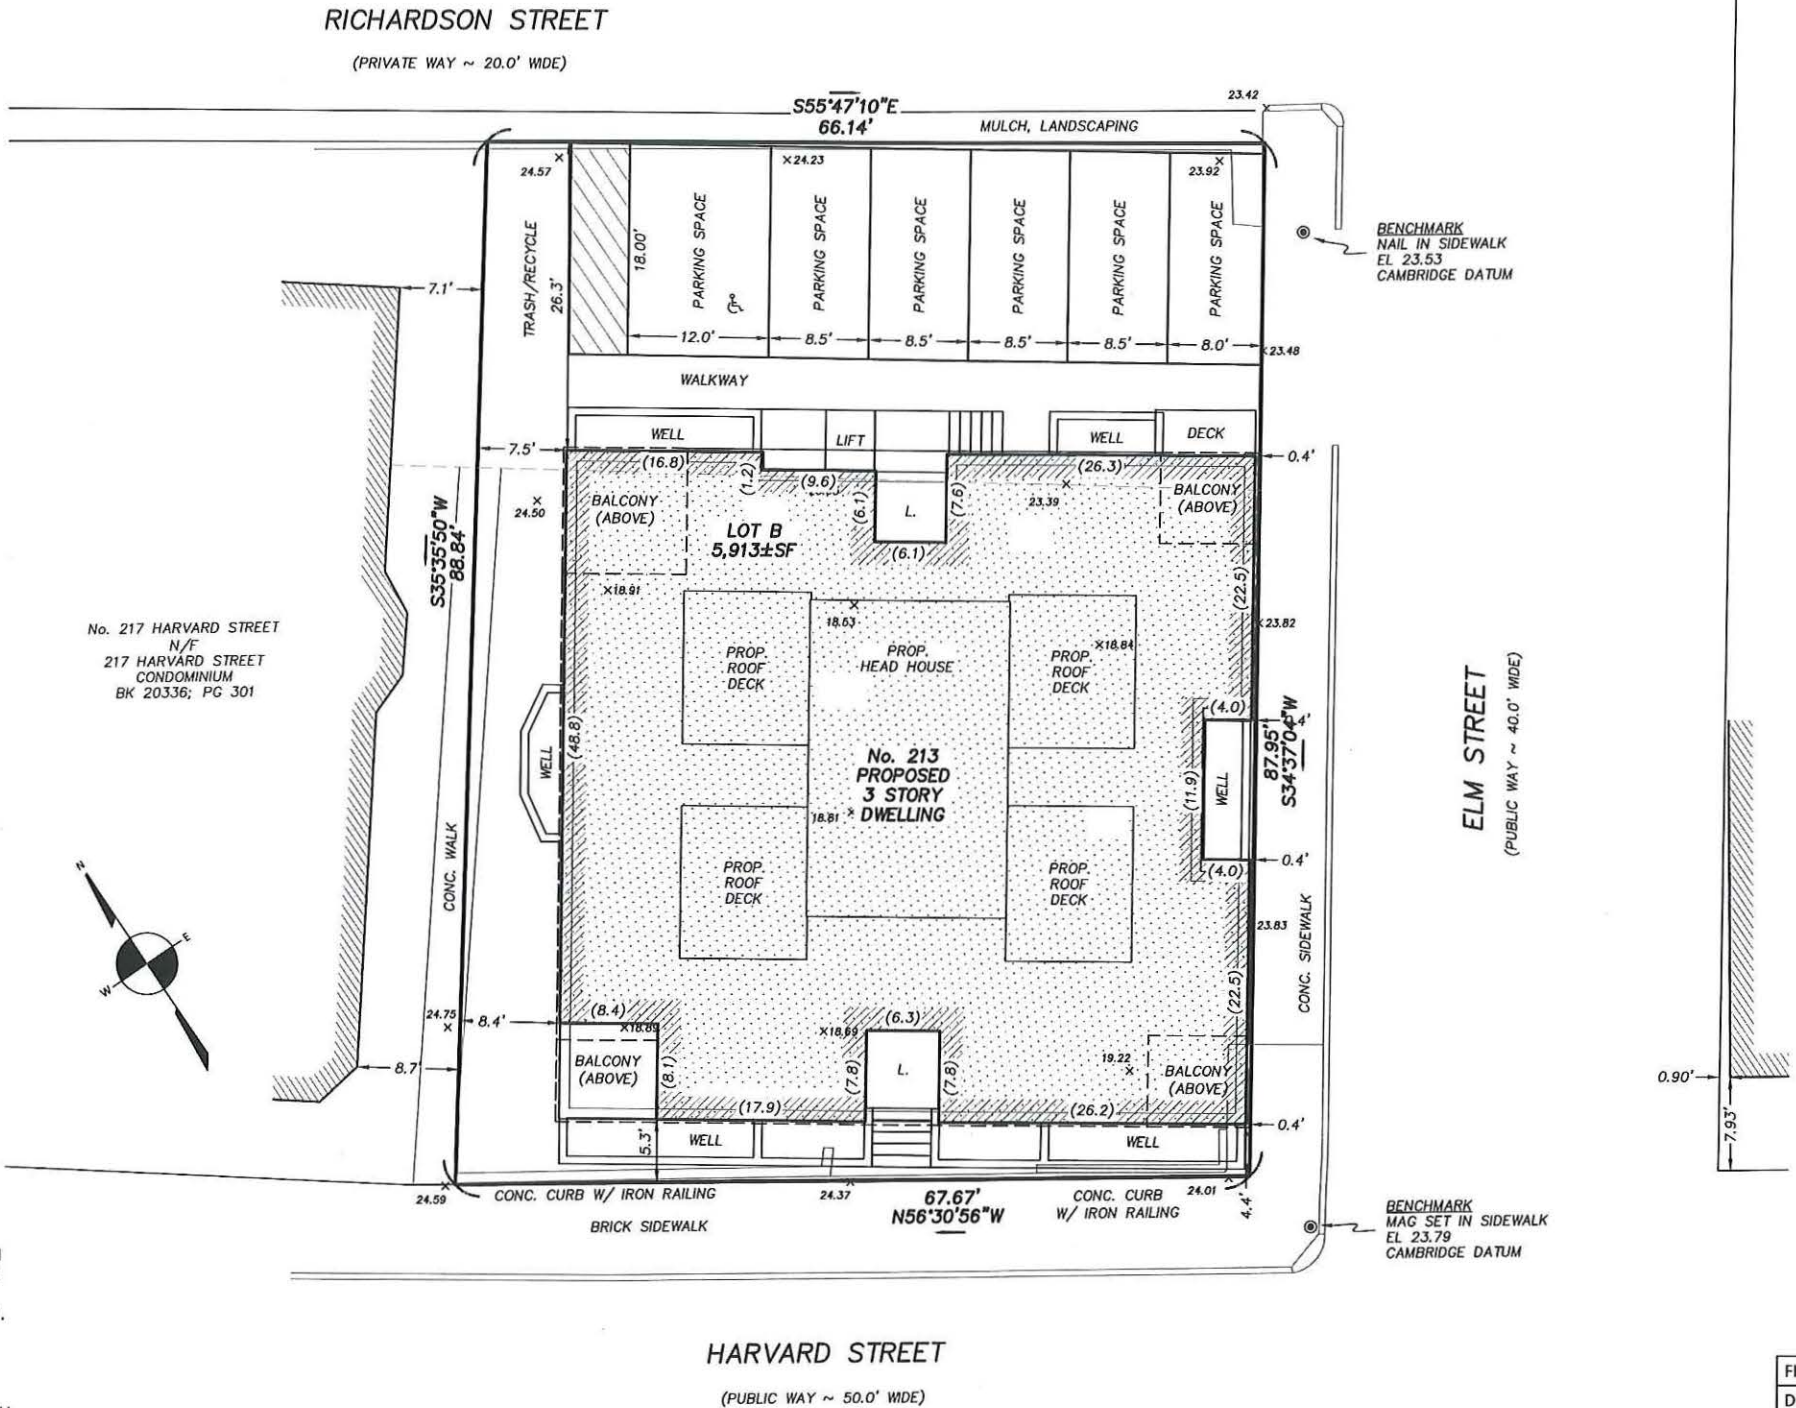 RICHARDSON STREET
(PRIVATE WAY ~ 20.0' WIDE)
S55°47'10"E
66.14'
MULCH, LANDSCAPING
23.42
24.57
24.23
23.92
TRASH/RECYCLE
26.3'
18.00'
PARKING SPACE
PARKING SPACE
PARKING SPACE
PARKING SPACE
PARKING SPACE
PARKING SPACE
12.0'
8.5'
8.5'
8.5'
8.5'
8.0'
23.48
BENCHMARK
NAIL IN SIDEWALK
EL 23.53
CAMBRIDGE DATUM
7.1'
WALKWAY
WELL
LIFT
WELL
DECK
7.5'
0.4'
(16.8)
(1.2)
(9.6)
(6.1)
L.
(6.1)
(7.6)
(26.3)
23.39
BALCONY
(ABOVE)
BALCONY
(ABOVE)
24.50
LOT B
5,913±SF
18.91
S35°35'50"W
88.84'
(22.5)
23.82
No. 217 HARVARD STREET
N/F
217 HARVARD STREET
CONDOMINIUM
BK 20336; PG 301
18.53
PROP.
ROOF
DECK
PROP.
HEAD HOUSE
PROP.
ROOF
DECK
18.84
ELM STREET
(PUBLIC WAY ~ 40.0' WIDE)
(4.0)
0.4'
87.95'
S34°37'04"W
(48.8)
WELL
No. 213
PROPOSED
3 STORY
DWELLING
18.61
(11.9)
WELL
0.4'
(4.0)
CONC. WALK
PROP.
ROOF
DECK
PROP.
ROOF
DECK
23.83
CONC. SIDEWALK
N
E
W
24.75
8.4'
(8.4)
18.89
18.69
(6.3)
(22.5)
8.7'
BALCONY
(ABOVE)
(8.1)
(7.8)
L.
(7.8)
19.22
BALCONY
(ABOVE)
(17.9)
(26.2)
0.4'
0.90'
7.93'
5.3'
WELL
WELL
24.59
CONC. CURB W/ IRON RAILING
24.37
67.67'
N56°30'56"W
CONC. CURB
W/ IRON RAILING
24.01
4.4'
BRICK SIDEWALK
BENCHMARK
MAG SET IN SIDEWALK
EL 23.79
CAMBRIDGE DATUM
HARVARD STREET
(PUBLIC WAY ~ 50.0' WIDE)